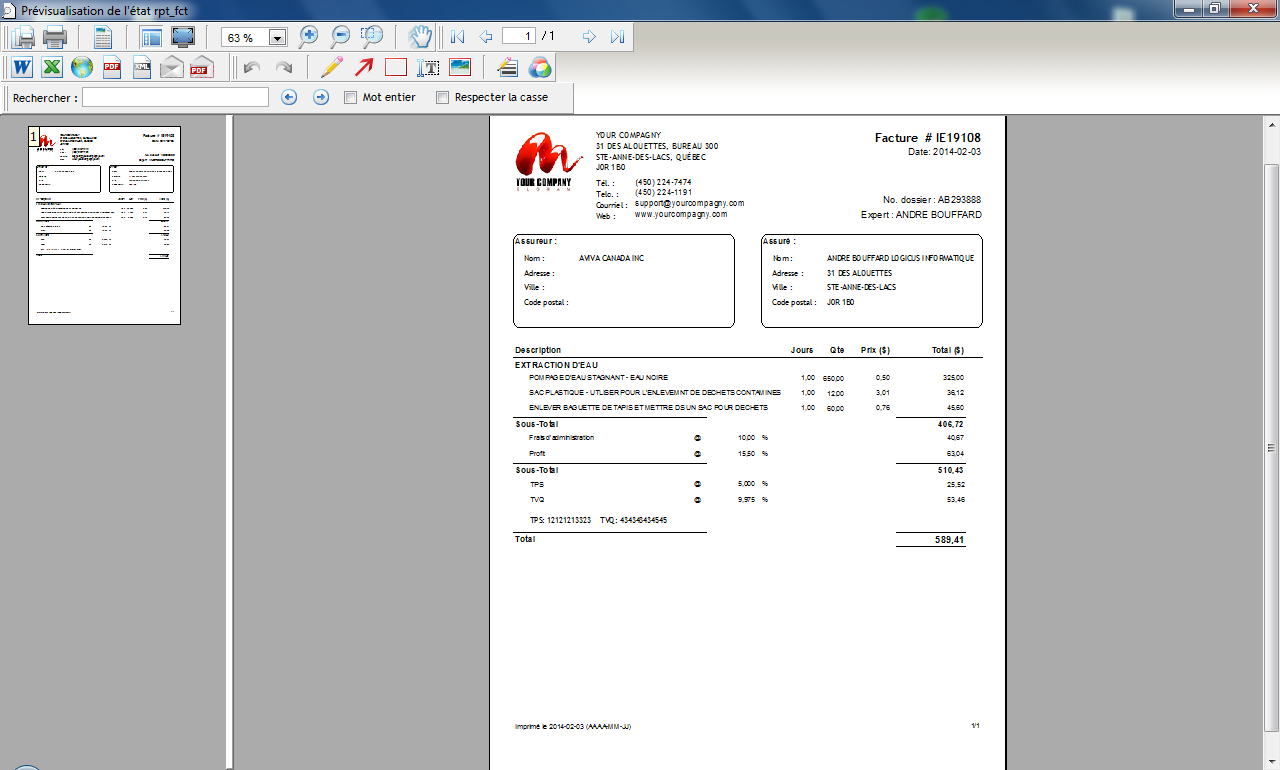 Prévisualisation de l'état rpt_fct
63 %
1 / 1
Rechercher : Mot entier Respecter la casse
1
YOUR COMPAGNY
31 DES ALOUETTES, BUREAU 300
STE-ANNE-DES-LACS, QUÉBEC
J0R 1B0
YOUR COMPANY
SLOGAN
Tél. : (450) 224-7474
Télo. : (450) 224-1191
Courriel : support@yourcompagny.com
Web : www.yourcompagny.com
Facture # IE19108
Date: 2014-02-03
No. dossier : AB293888
Expert : ANDRE BOUFFARD
Assureur :
Nom : AVIVA CANADA INC
Adresse :
Ville :
Code postal :
Assuré :
Nom : ANDRE BOUFFARD LOGICUS INFORMATIQUE
Adresse : 31 DES ALOUETTES
Ville : STE-ANNE-DES-LACS
Code postal : J0R 1B0
Description Jours Qte Prix ($) Total ($)
EXTRACTION D'EAU
POMPAGE D'EAU STAGNANT - EAU NOIRE 1,00 650,00 0,50 325,00
SAC PLASTIQUE - UTLISER POUR L'ENLEVEMNT DE DECHETS CONTAMINES 1,00 12,00 3,01 36,12
ENLEVER BAGUETTE DE TAPIS ET METTRE DS UN SAC POUR DECHETS 1,00 60,00 0,76 45,60
Sous-Total 406,72
Frais d'administration @ 10,00 % 40,67
Profit @ 15,50 % 63,04
Sous-Total 510,43
TPS @ 5,000 % 25,52
TVQ @ 9,975 % 53,46
TPS: 12121213323 TVQ : 434343434545
Total 589,41
Imprimé le 2014-02-03 (AAAA-MM-JJ) 1/1